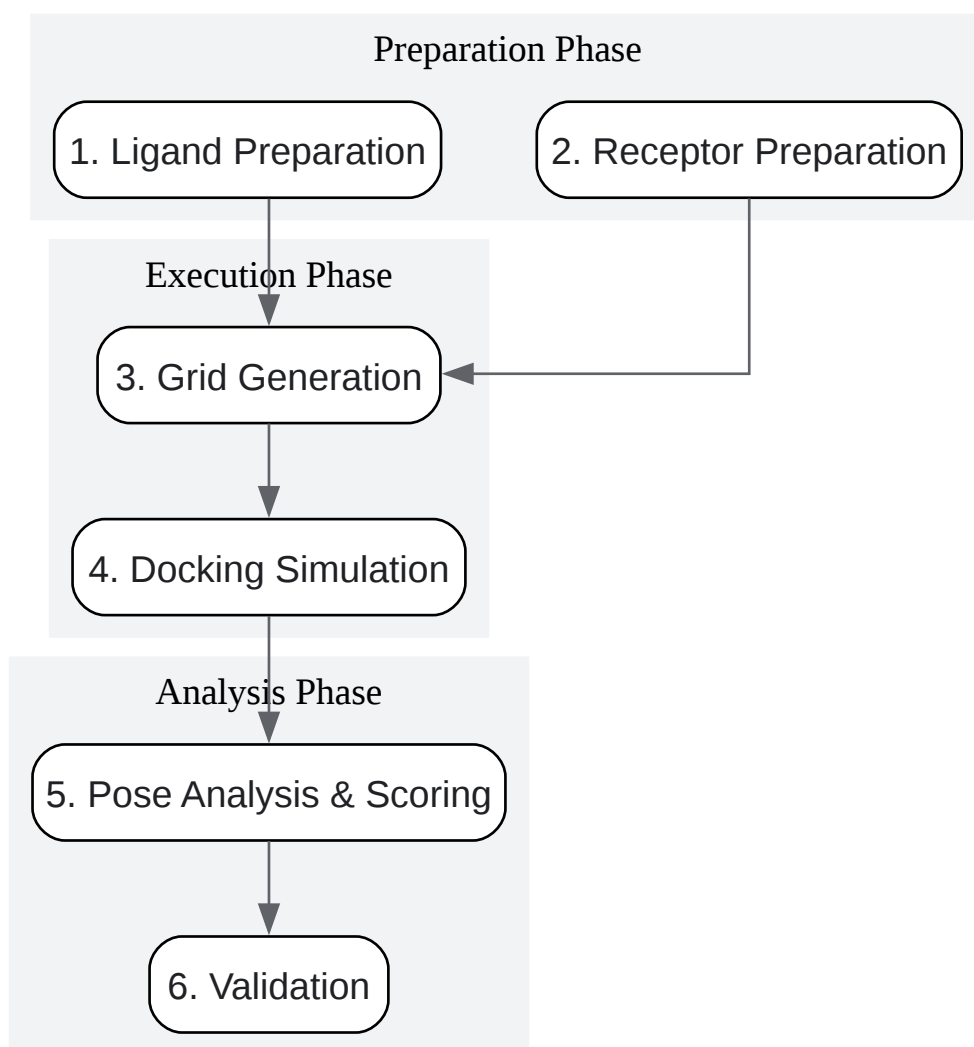 Preparation Phase
1. Ligand Preparation
2. Receptor Preparation
Execution Phase
3. Grid Generation
4. Docking Simulation
Analysis Phase
5. Pose Analysis & Scoring
6. Validation